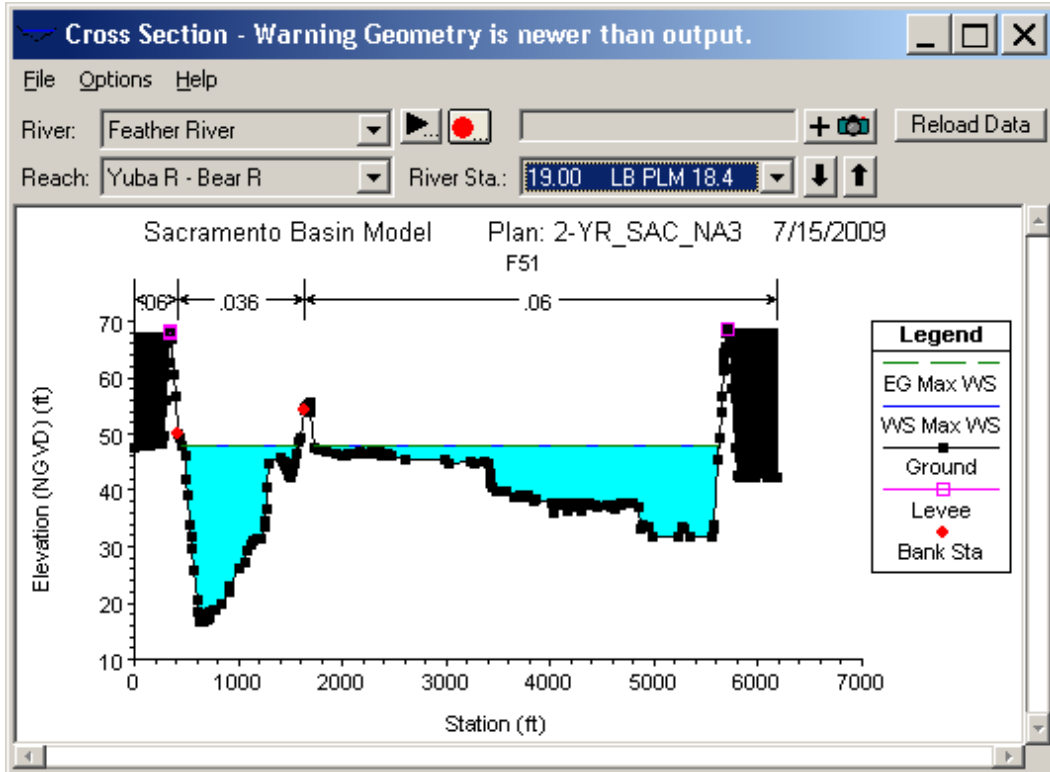 Cross Section - Warning Geometry is newer than output.
File Options Help
River: Feather River Reload Data
Reach: Yuba R - Bear R River Sta.: 19.00 LB PLM 18.4
Sacramento Basin Model Plan: 2-YR_SAC_NA3 7/15/2009
F51
.06 .036 .06
70
60
50
40
30
20
10
Elevation (NGVD) (ft)
0 1000 2000 3000 4000 5000 6000 7000
Station (ft)
Legend
EG Max WS
WS Max WS
Ground
Levee
Bank Sta